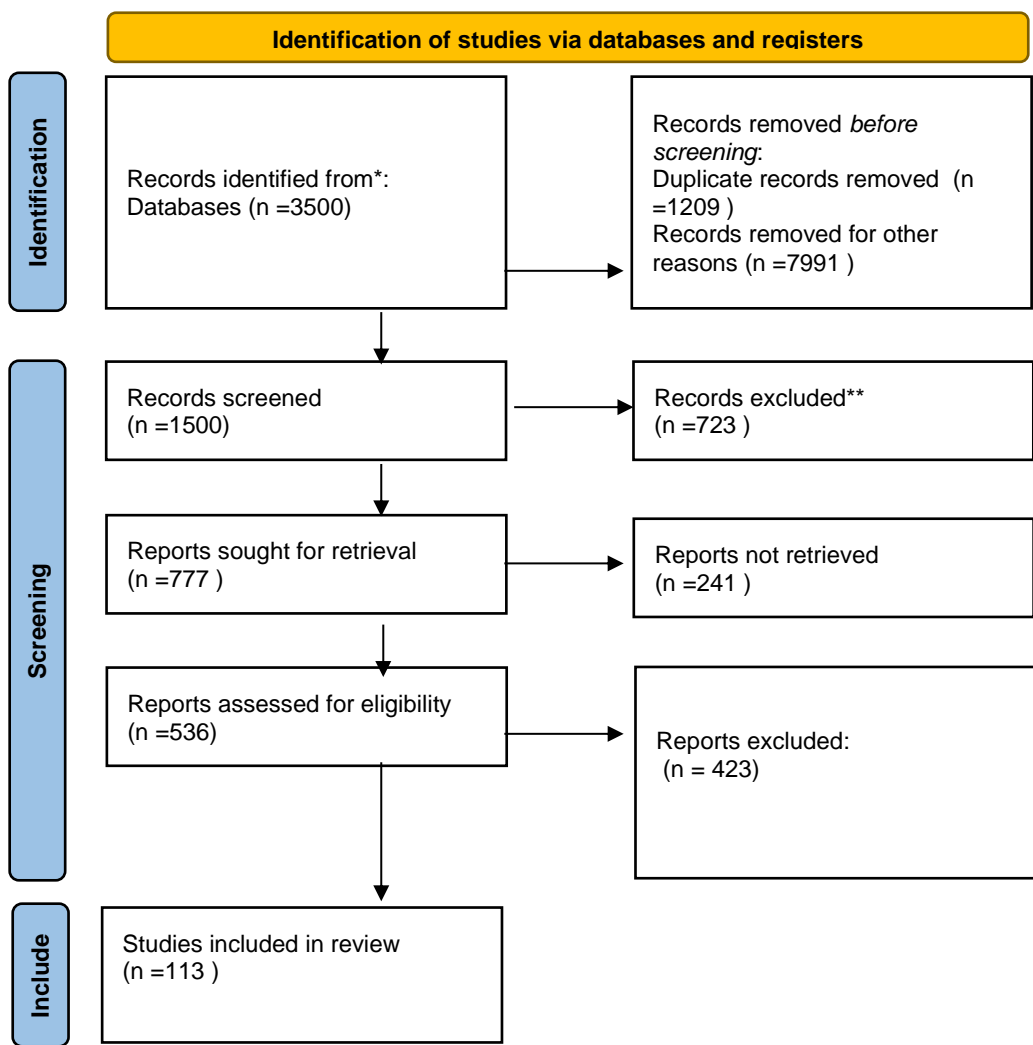 Identification of studies via databases and registers
Identification
Records identified from*:
Databases (n =3500)
Records removed before
screening:
Duplicate records removed  (n
=1209 )
Records removed for other
reasons (n =7991 )
Screening
Records screened
(n =1500)
Records excluded**
(n =723 )
Reports sought for retrieval
(n =777 )
Reports not retrieved
(n =241 )
Reports assessed for eligibility
(n =536)
Reports excluded:
(n = 423)
Include
Studies included in review
(n =113 )